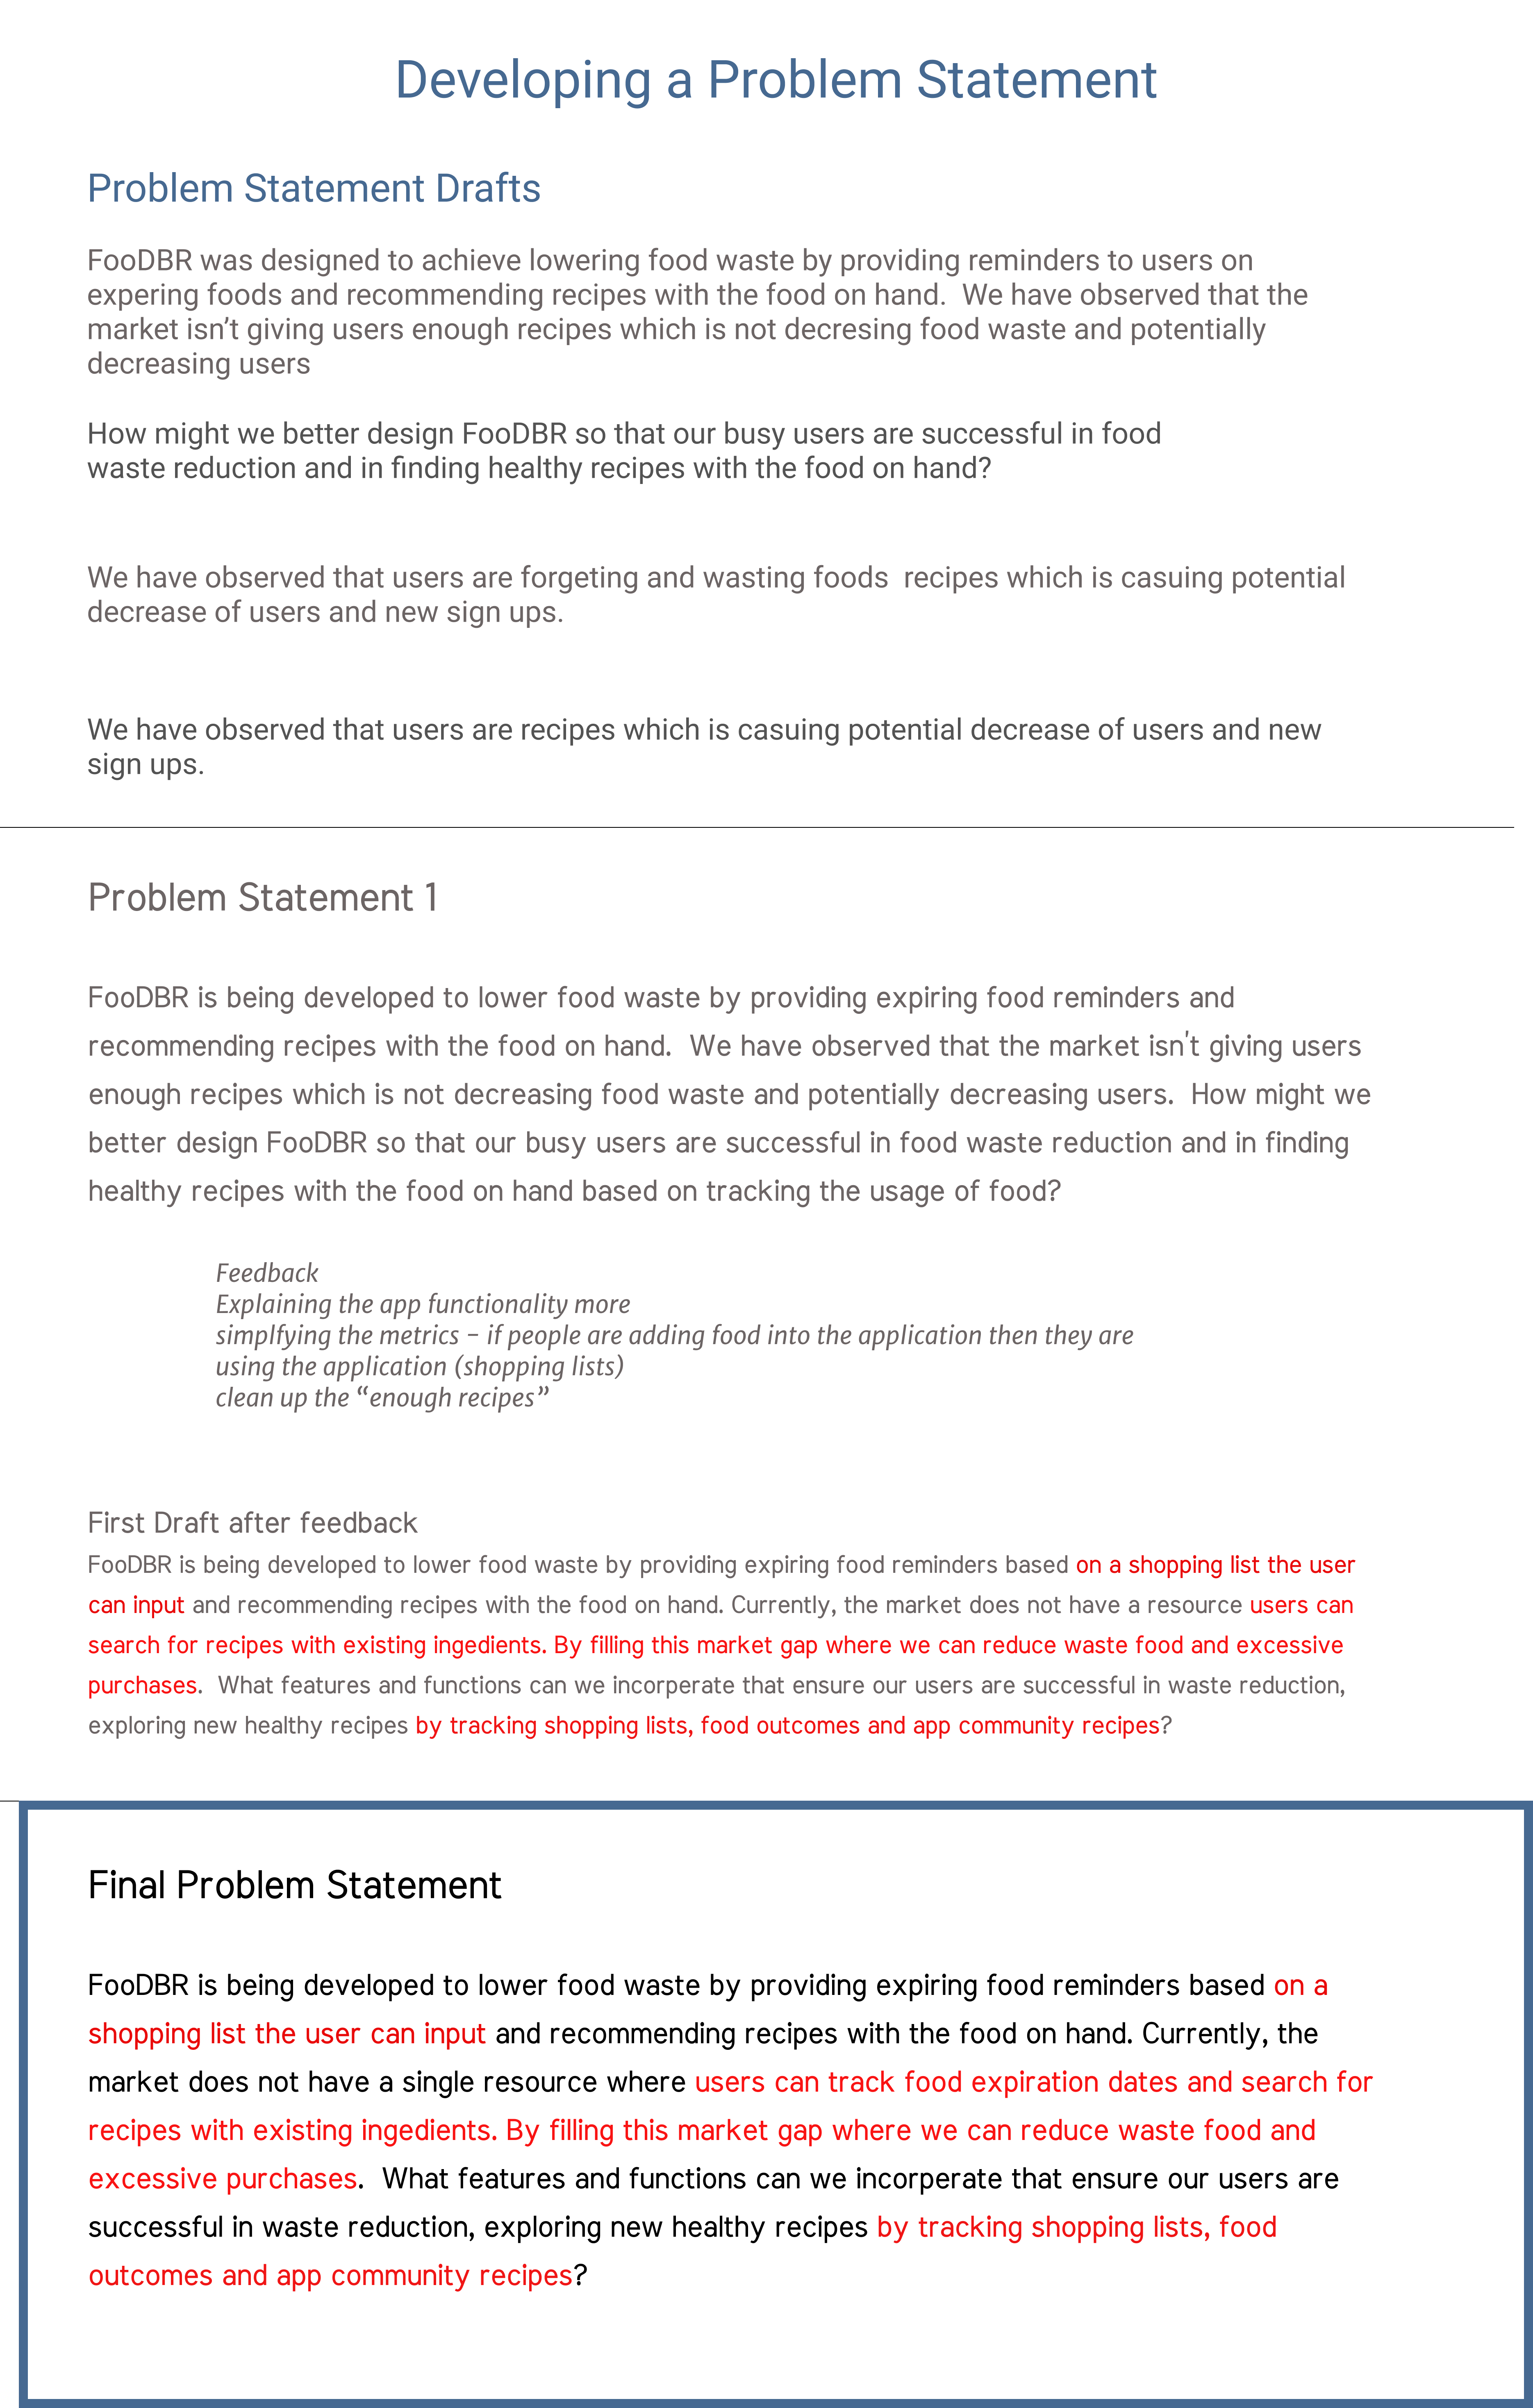 Developing a Problem Statement
Problem Statement Drafts
FooDBR was designed to achieve lowering food waste by providing reminders to users on
expering foods and recommending recipes with the food on hand.  We have observed that the
market isn’t giving users enough recipes which is not decresing food waste and potentially
decreasing users
How might we better design FooDBR so that our busy users are successful in food
waste reduction and in finding healthy recipes with the food on hand?
We have observed that users are forgeting and wasting foods  recipes which is casuing potential
decrease of users and new sign ups.
We have observed that users are recipes which is casuing potential decrease of users and new
sign ups.
Problem Statement 1
FooDBR is being developed to lower food waste by providing expiring food reminders and
recommending recipes with the food on hand.  We have observed that the market isn't giving users
enough recipes which is not decreasing food waste and potentially decreasing users.  How might we
better design FooDBR so that our busy users are successful in food waste reduction and in finding
healthy recipes with the food on hand based on tracking the usage of food?
Feedback
Explaining the app functionality more
simplfying the metrics – if people are adding food into the application then they are
using the application (shopping lists)
clean up the “enough recipes”
First Draft after feedback
FooDBR is being developed to lower food waste by providing expiring food reminders based on a shopping list the user
can input and recommending recipes with the food on hand. Currently, the market does not have a resource users can
search for recipes with existing ingedients. By filling this market gap where we can reduce waste food and excessive
purchases.  What features and functions can we incorperate that ensure our users are successful in waste reduction,
exploring new healthy recipes by tracking shopping lists, food outcomes and app community recipes?
Final Problem Statement
FooDBR is being developed to lower food waste by providing expiring food reminders based on a
shopping list the user can input and recommending recipes with the food on hand. Currently, the
market does not have a single resource where users can track food expiration dates and search for
recipes with existing ingedients. By filling this market gap where we can reduce waste food and
excessive purchases.  What features and functions can we incorperate that ensure our users are
successful in waste reduction, exploring new healthy recipes by tracking shopping lists, food
outcomes and app community recipes?